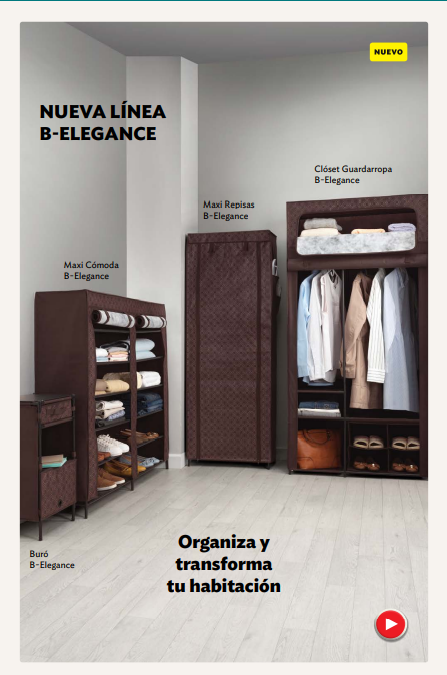 NUEVO
NUEVA LÍNEA
B-ELEGANCE
Clóset Guardarropa
B-Elegance
Maxi Repisas
B-Elegance
Maxi Cómoda
B-Elegance
Organiza y
transforma
tu habitación
Buró
B-Elegance